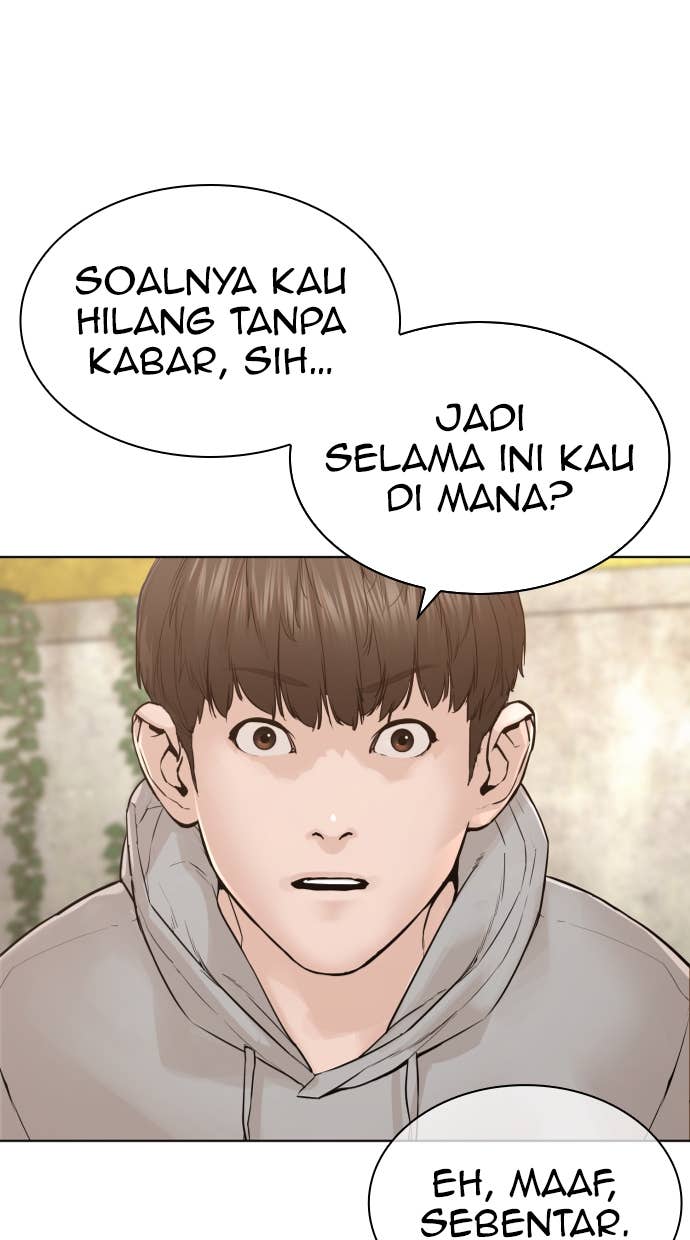 SOALNYA KAU
HILANG TANPA
KABAR, SIH...
JADI
SELAMA INI KAU
DI MANA?
EH, MAAF,
SEBENTAR.